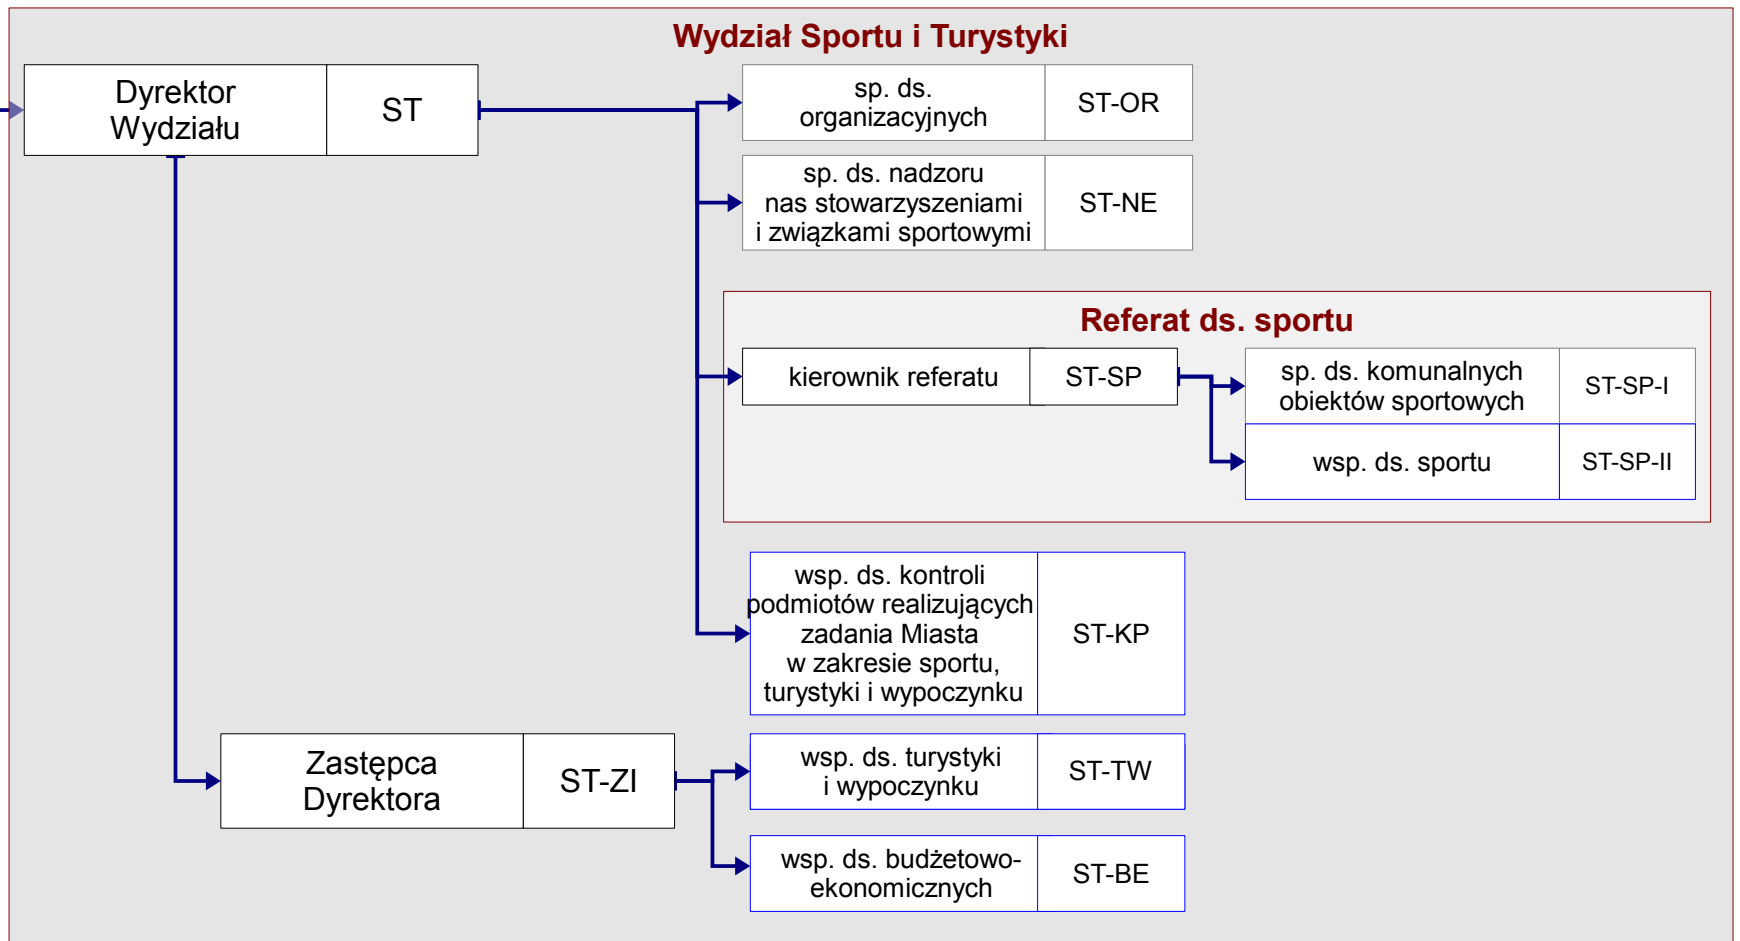 Wydział Sportu i Turystyki
Dyrektor
Wydziału
ST
sp. ds.
organizacyjnych
ST-OR
sp. ds. nadzoru
nas stowarzyszeniami
i związkami sportowymi
ST-NE
Referat ds. sportu
kierownik referatu
ST-SP
sp. ds. komunalnych
obiektów sportowych
ST-SP-I
wsp. ds. sportu
ST-SP-II
wsp. ds. kontroli
podmiotów realizujących
zadania Miasta
w zakresie sportu,
turystyki i wypoczynku
ST-KP
Zastępca
Dyrektora
ST-ZI
wsp. ds. turystyki
i wypoczynku
ST-TW
wsp. ds. budżetowo-
ekonomicznych
ST-BE